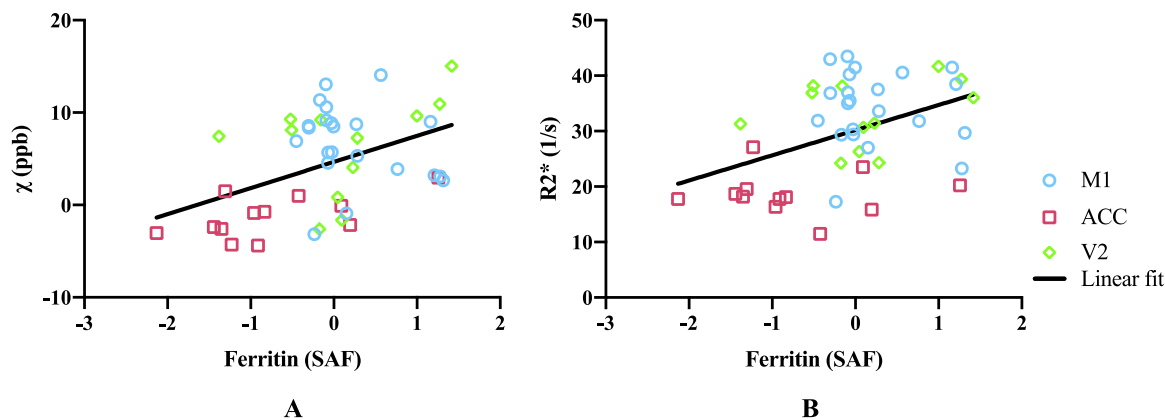 20
10
0
-10
χ (ppb)
-3
-2
-1
0
1
2
Ferritin (SAF)
A
50
40
30
20
10
0
R2* (1/s)
-3
-2
-1
0
1
2
Ferritin (SAF)
B
M1
ACC
V2
Linear fit